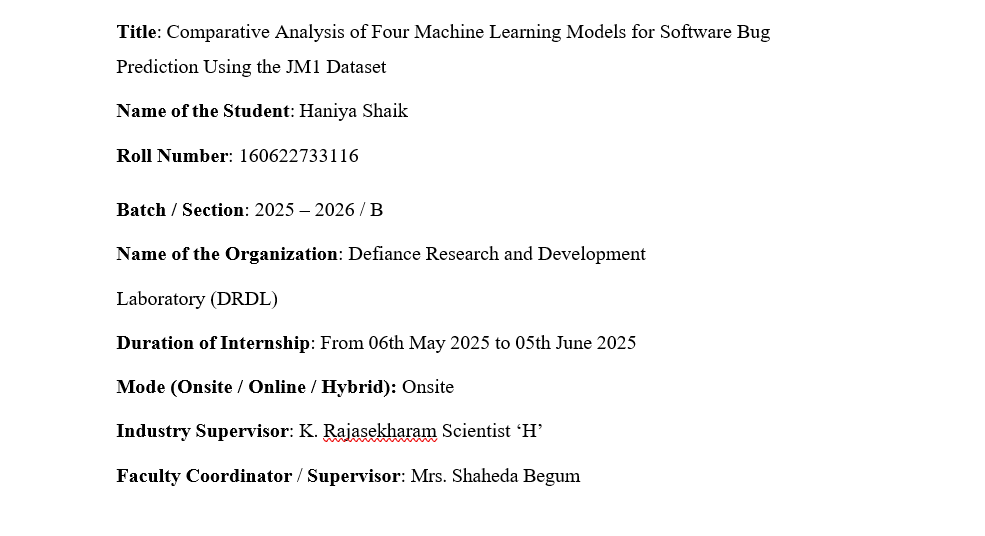 Title: Comparative Analysis of Four Machine Learning Models for Software Bug
Prediction Using the JM1 Dataset
Name of the Student: Haniya Shaik
Roll Number: 160622733116
Batch / Section: 2025 – 2026 / B
Name of the Organization: Defiance Research and Development
Laboratory (DRDL)
Duration of Internship: From 06th May 2025 to 05th June 2025
Mode (Onsite / Online / Hybrid): Onsite
Industry Supervisor: K. Rajasekharam Scientist ‘H’
Faculty Coordinator / Supervisor: Mrs. Shaheda Begum